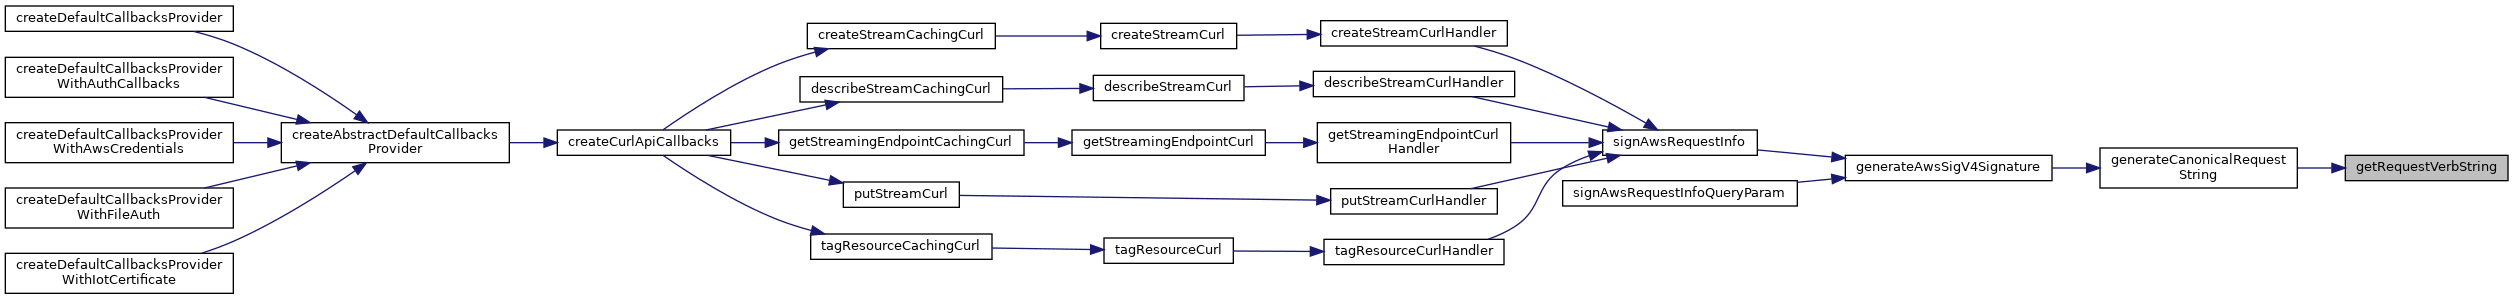 createDefaultCallbacksProvider
createDefaultCallbacksProvider
WithAuthCallbacks
createDefaultCallbacksProvider
WithAwsCredentials
createDefaultCallbacksProvider
WithFileAuth
createDefaultCallbacksProvider
WithIotCertificate
createAbstractDefaultCallbacks
Provider
createCurlApiCallbacks
createStreamCachingCurl
describeStreamCachingCurl
getStreamingEndpointCachingCurl
putStreamCurl
tagResourceCachingCurl
createStreamCurl
describeStreamCurl
getStreamingEndpointCurl
tagResourceCurl
createStreamCurlHandler
describeStreamCurlHandler
getStreamingEndpointCurl
Handler
putStreamCurlHandler
tagResourceCurlHandler
signAwsRequestInfo
signAwsRequestInfoQueryParam
generateAwsSigV4Signature
generateCanonicalRequest
String
getRequestVerbString